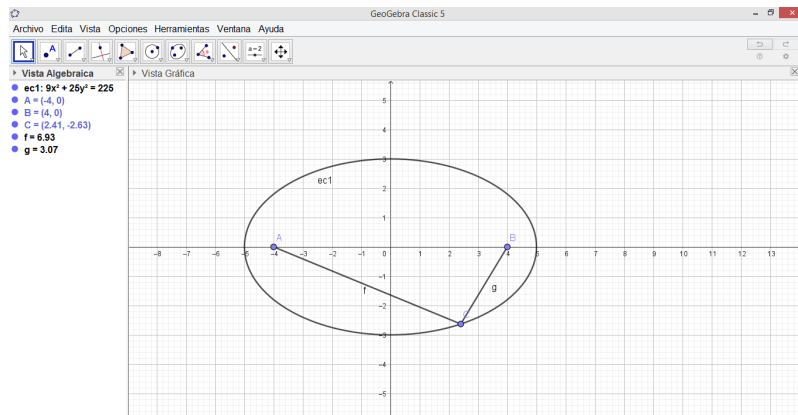 GeoGebra Classic 5
Archivo Edita Vista Opciones Herramientas Ventana Ayuda
A
a=2
Vista Algebraica
Vista Gráfica
ec1: 9x² + 25y² = 225
A = (-4, 0)
B = (4, 0)
C = (2.41, -2.63)
f = 6.93
g = 3.07
5
4
3
ec1
2
1
A
B
-8 -7 -6 -5 -4 -3 -2 -1 0 1 2 3 4 5 6 7 8 9 10 11 12 13
-1
f
g
-2
C
-3
-4
-5